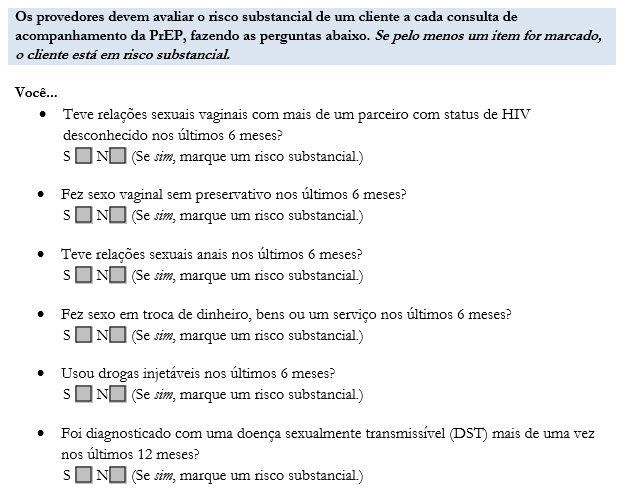 Os provedores devem avaliar o risco substancial de um cliente a cada consulta de
acompanhamento da PrEP, fazendo as perguntas abaixo. Se pelo menos um item for marcado,
o cliente está em risco substancial.
Você...
• Teve relações sexuais vaginais com mais de um parceiro com status de HIV
desconhecido nos últimos 6 meses?
S N (Se sim, marque um risco substancial.)
• Fez sexo vaginal sem preservativo nos últimos 6 meses?
S N (Se sim, marque um risco substancial.)
• Teve relações sexuais anais nos últimos 6 meses?
S N (Se sim, marque um risco substancial.)
• Fez sexo em troca de dinheiro, bens ou um serviço nos últimos 6 meses?
S N (Se sim, marque um risco substancial.)
• Usou drogas injetáveis nos últimos 6 meses?
S N (Se sim, marque um risco substancial.)
• Foi diagnosticado com uma doença sexualmente transmissível (DST) mais de uma vez
nos últimos 12 meses?
S N (Se sim, marque um risco substancial.)